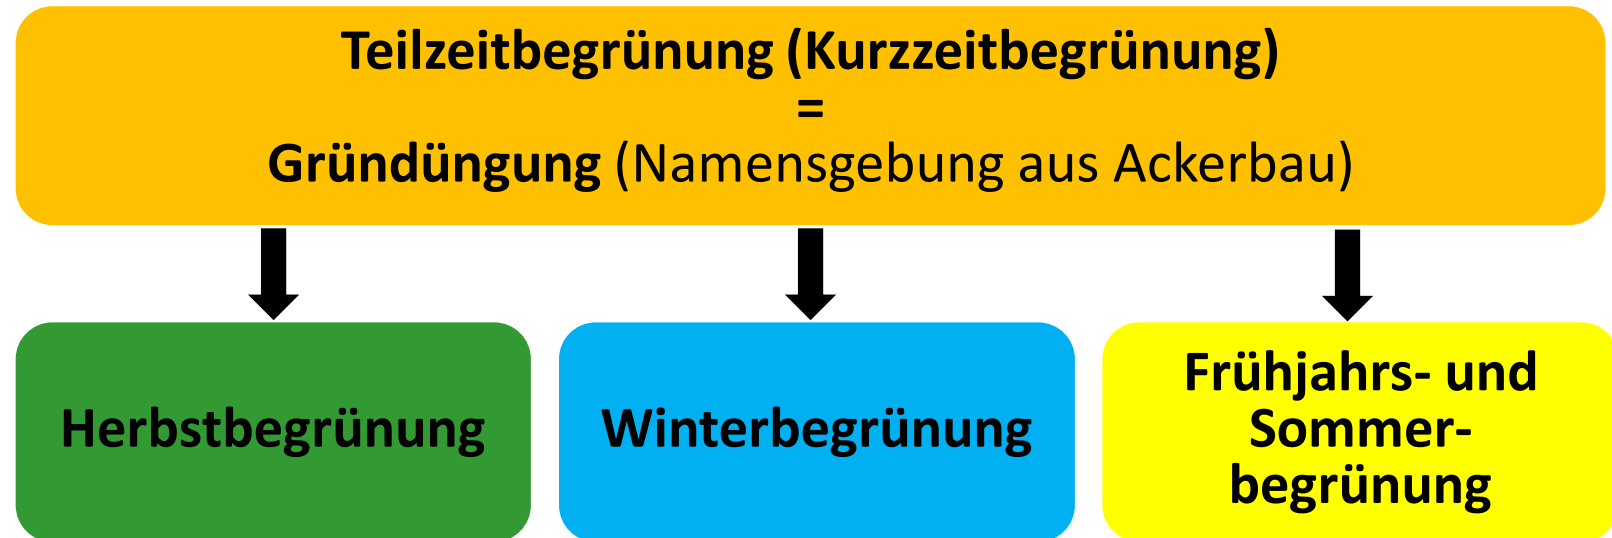 Teilzeitbegrünung (Kurzzeitbegrünung)
=
Gründüngung (Namensgebung aus Ackerbau)
Herbstbegrünung
Winterbegrünung
Frühjahrs- und
Sommer-
begrünung